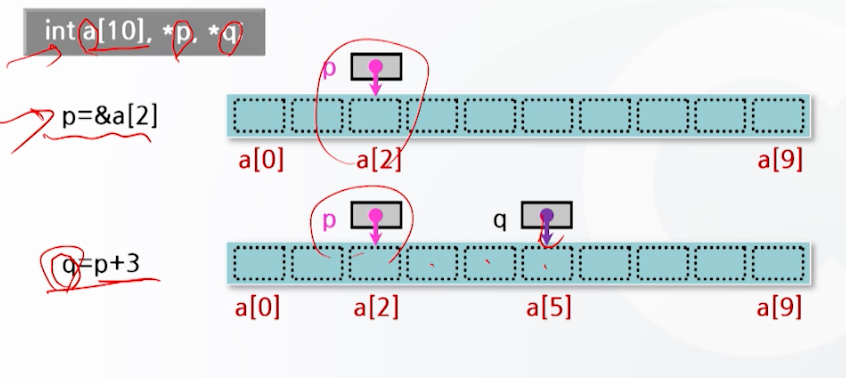 int a[10], *p, *q;
p
p=&a[2]
a[0] a[2] a[9]
p q
q=p+3
a[0] a[2] a[5] a[9]